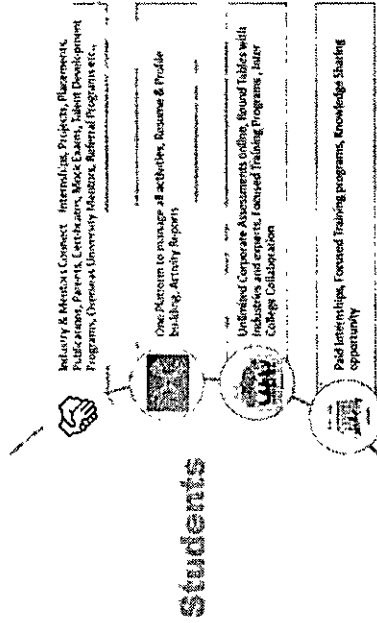 Students
Industry & Mentors Connect Internships, Projects, Placements,
Publications, Patents, Certificates, Mock Exams, Talent Development
Programs, Overseas University Mentors, Referral Programs etc.,
One Platform to manage all activities, Resume & Profile
building, Activity Reports
Unlimited Corporate Assessments Online, Round Tables with
Industries and experts, Focused Training Programs, Inter
College Collaboration
Paid Internships, Focused Training programs, Knowledge Sharing
opportunity